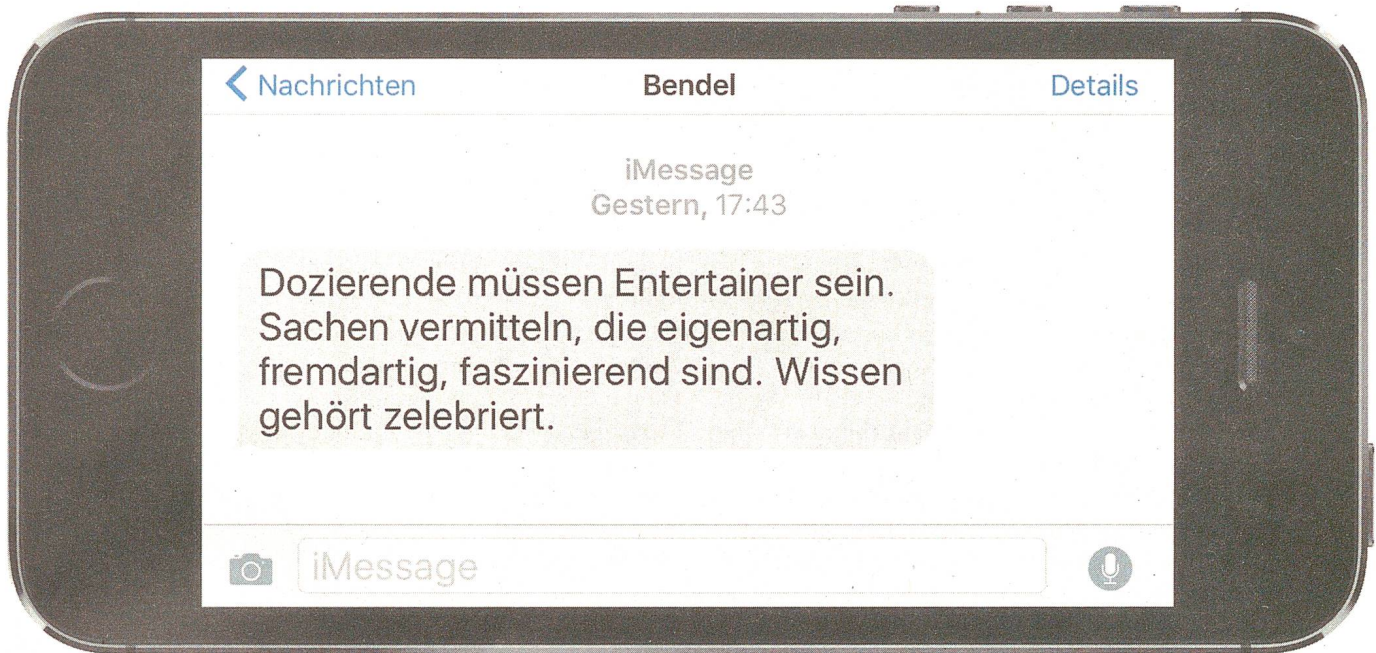 Nachrichten Bendel Details
iMessage
Gestern, 17:43
Dozierende müssen Entertainer sein.
Sachen vermitteln, die eigenartig,
fremdartig, faszinierend sind. Wissen
gehört zelebriert.
iMessage